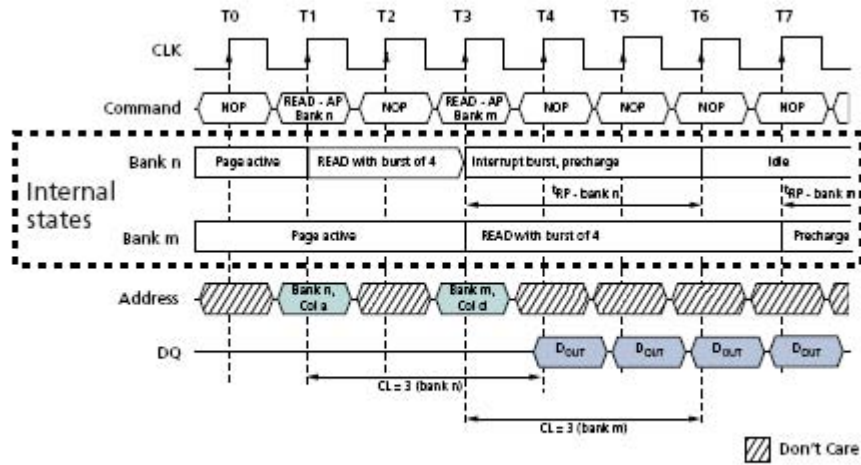 T0 T1 T2 T3 T4 T5 T6 T7
CLK
Command NOP READ - AP Bank n NOP READ - AP Bank m NOP NOP NOP NOP
Internal states
Bank n Page active READ with burst of 4 Interrupt burst, precharge Idle
tRP - bank n tRP - bank m
Bank m Page active READ with burst of 4 Precharge
Address Bank n, Col a Bank m, Col d
DQ DOUT DOUT DOUT DOUT
CL = 3 (bank n)
CL = 3 (bank m)
Don't Care